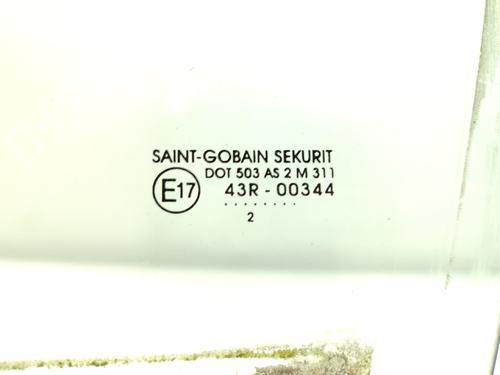 SAINT-GOBAIN SEKURIT
DOT 503 AS 2 M 311
E17 43R - 00344
.........
2